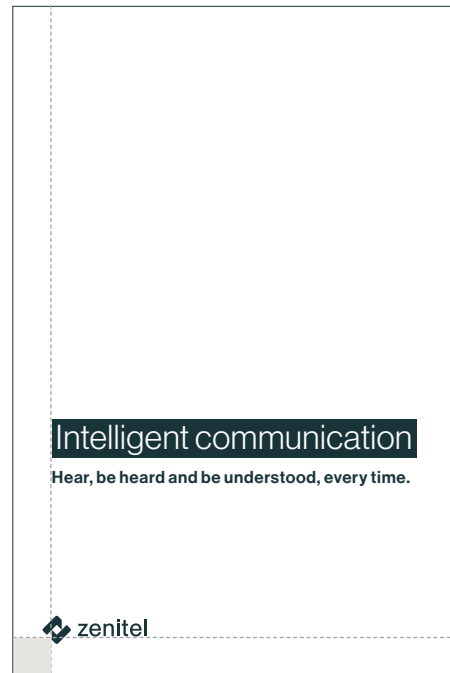 Intelligent communication
Hear, be heard and be understood, every time.
zenitel